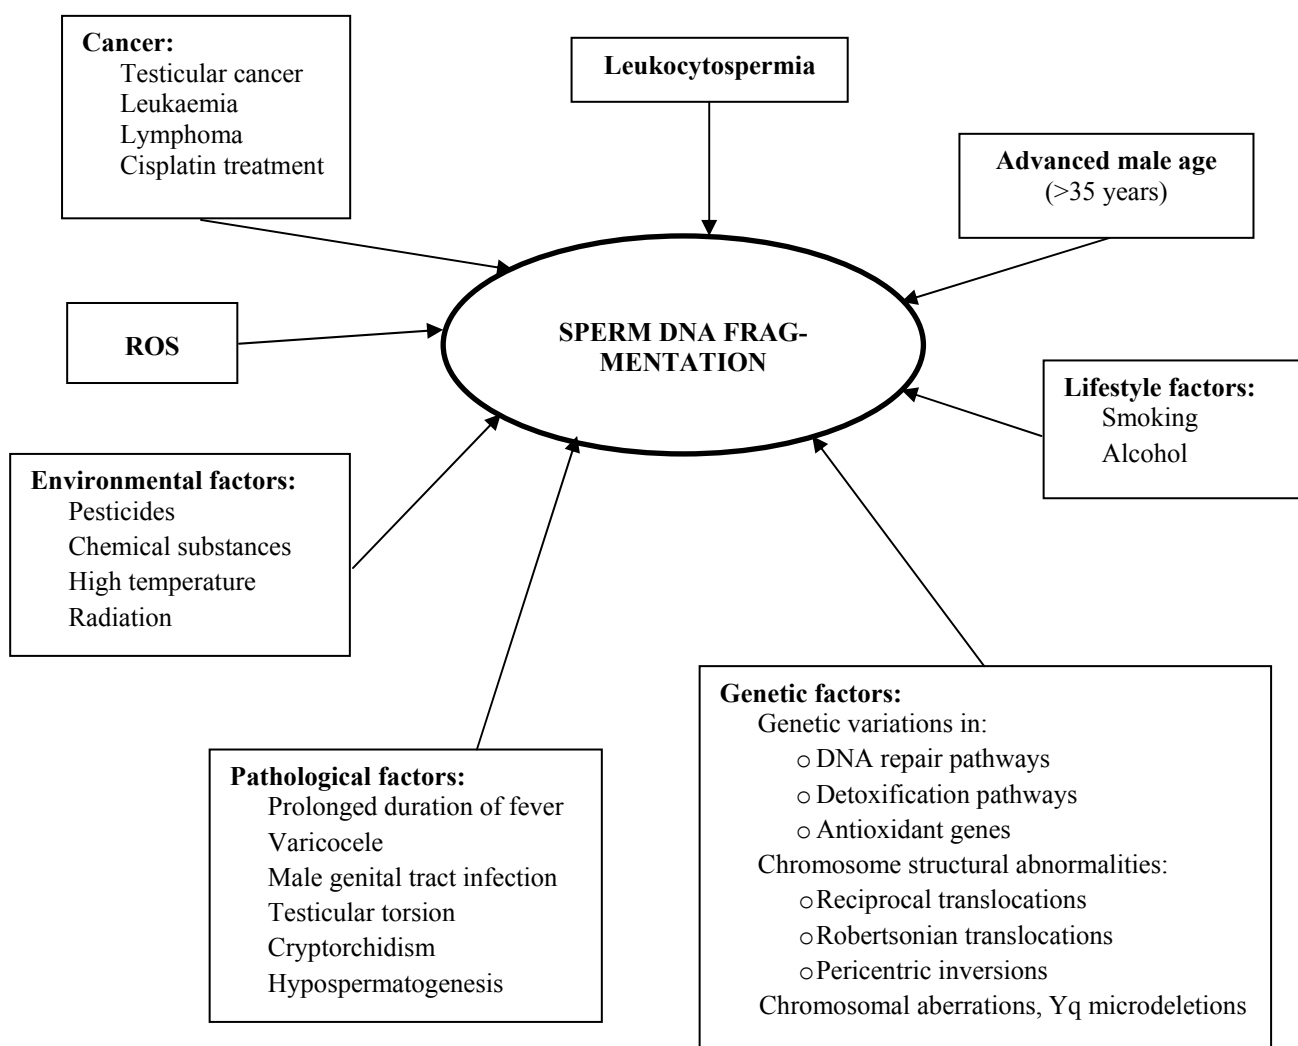 Cancer:
Testicular cancer
Leukaemia
Lymphoma
Cisplatin treatment
Leukocytospermia
Advanced male age
(>35 years)
ROS
SPERM DNA FRAG-
MENTATION
Lifestyle factors:
Smoking
Alcohol
Environmental factors:
Pesticides
Chemical substances
High temperature
Radiation
Pathological factors:
Prolonged duration of fever
Varicocele
Male genital tract infection
Testicular torsion
Cryptorchidism
Hypospermatogenesis
Genetic factors:
Genetic variations in:
o DNA repair pathways
o Detoxification pathways
o Antioxidant genes
Chromosome structural abnormalities:
o Reciprocal translocations
o Robertsonian translocations
o Pericentric inversions
Chromosomal aberrations, Yq microdeletions